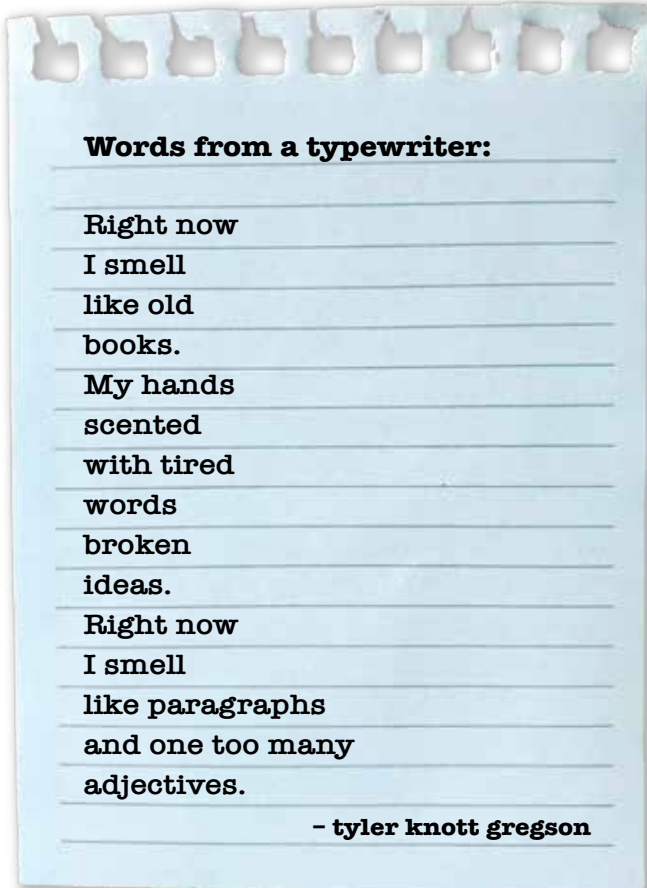 Words from a typewriter:
Right now
I smell
like old
books.
My hands
scented
with tired
words
broken
ideas.
Right now
I smell
like paragraphs
and one too many
adjectives.
– tyler knott gregson